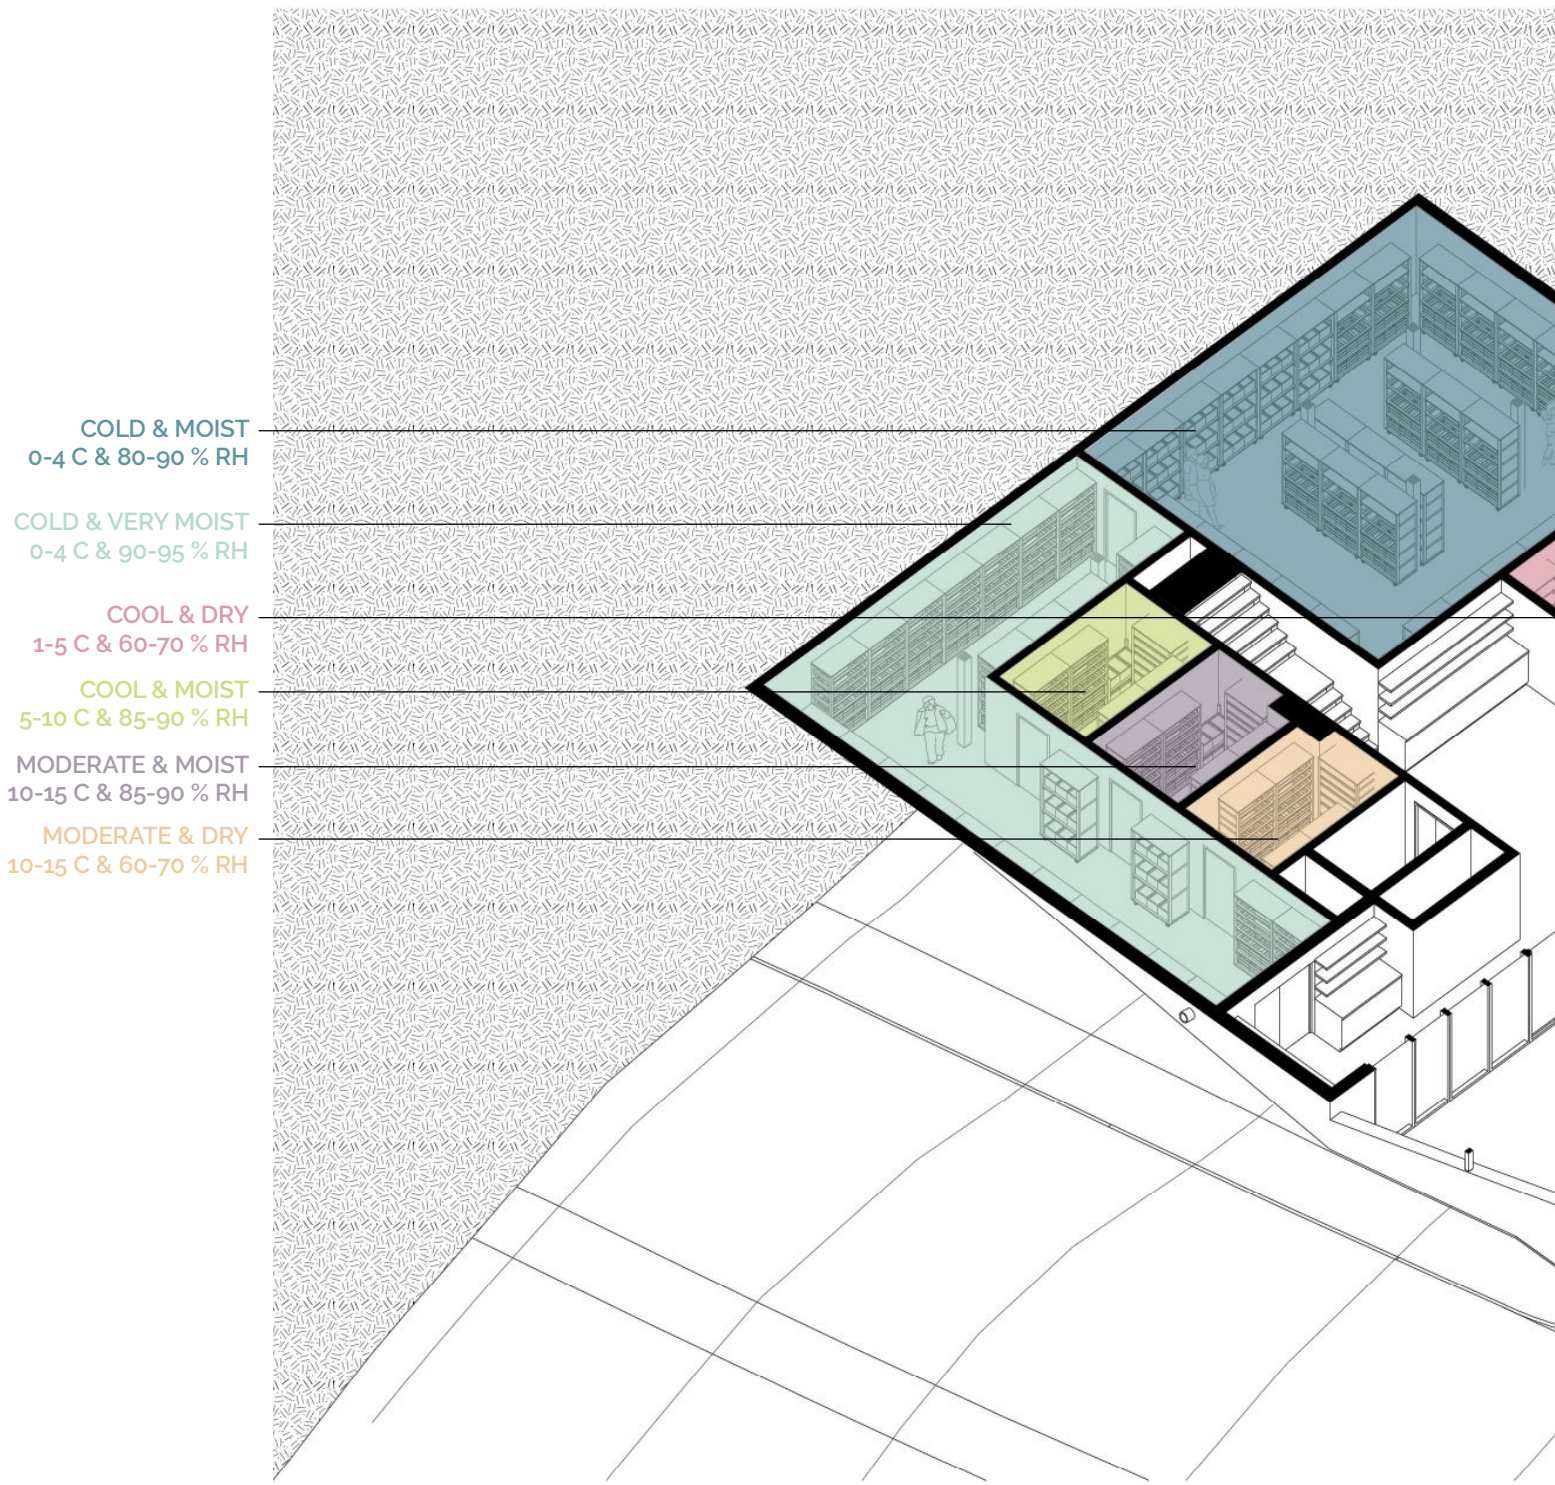 COLD & MOIST
0-4 C & 80-90 % RH
COLD & VERY MOIST
0-4 C & 90-95 % RH
COOL & DRY
1-5 C & 60-70 % RH
COOL & MOIST
5-10 C & 85-90 % RH
MODERATE & MOIST
10-15 C & 85-90 % RH
MODERATE & DRY
10-15 C & 60-70 % RH